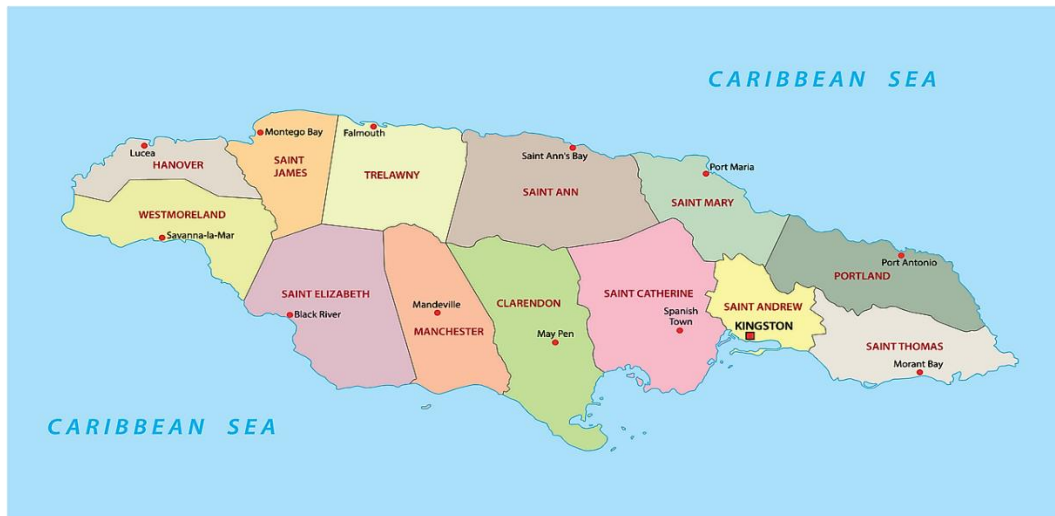 CARIBBEAN SEA
Montego Bay
Falmouth
Lucea
HANOVER
SAINT
JAMES
TRELAWNY
Saint Ann's Bay
SAINT ANN
Port Maria
SAINT MARY
WESTMORELAND
Savanna-la-Mar
Port Antonio
PORTLAND
SAINT ELIZABETH
Black River
Mandeville
MANCHESTER
CLARENDON
May Pen
SAINT CATHERINE
Spanish
Town
SAINT ANDREW
KINGSTON
SAINT THOMAS
Morant Bay
CARIBBEAN SEA